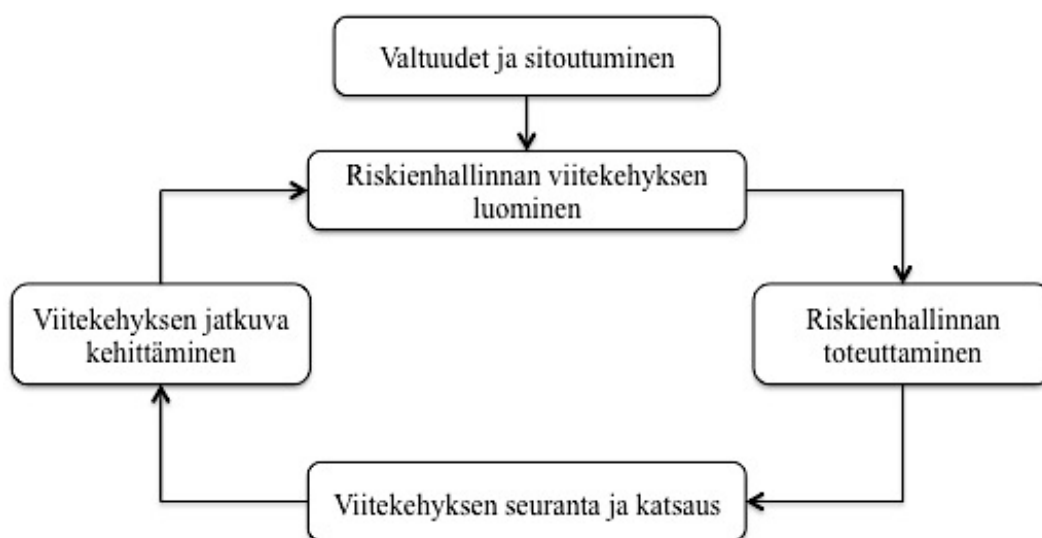 Valtuudet ja sitoutuminen
Riskienhallinnan viitekehyksen
luominen
Viitekehyksen jatkuva
kehittäminen
Riskienhallinnan
toteuttaminen
Viitekehyksen seuranta ja katsaus